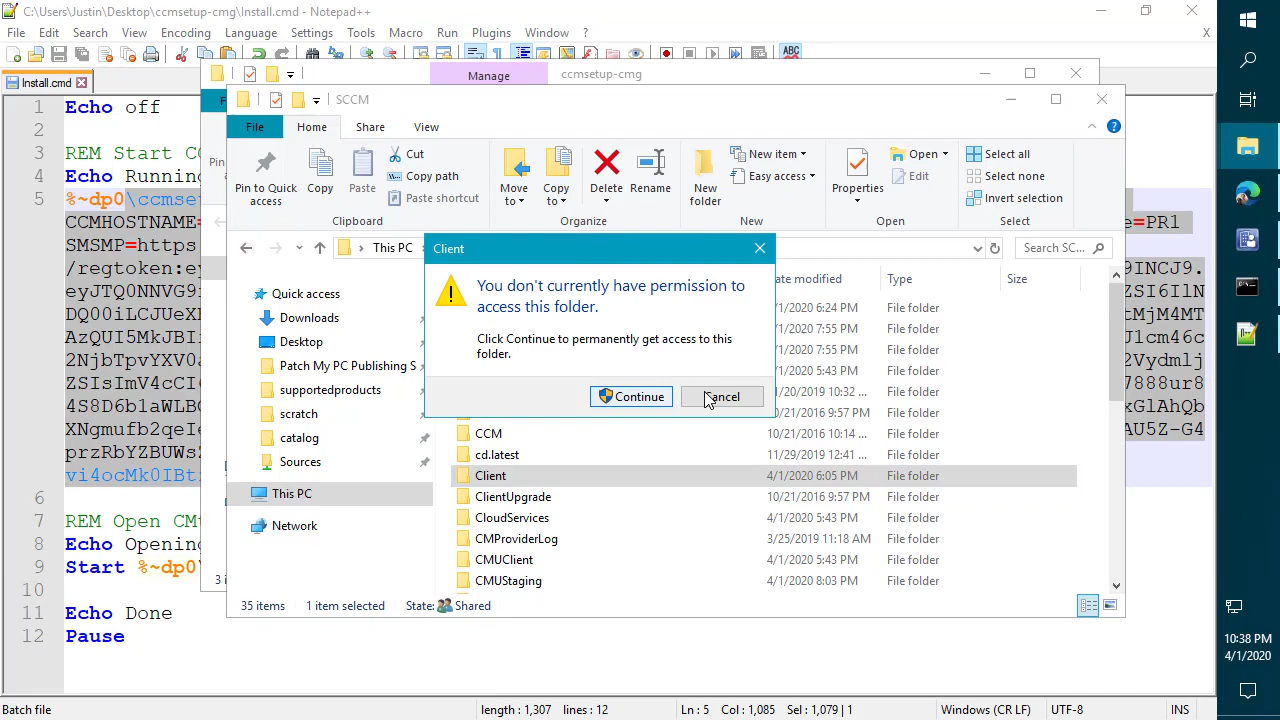 C:\Users\Justin\Desktop\ccmsetup-cmg\Install.cmd - Notepad++
File Edit Search View Encoding Language Settings Tools Macro Run Plugins Window ?
X
Install.cmd
Manage
ccmsetup-cmg
SCCM
File Home Share View
Pin to Quick access
Copy
Paste
Cut
Copy path
Paste shortcut
Clipboard
Move to
Copy to
Delete
Rename
Organize
New folder
New item
Easy access
New
Properties
Open
Edit
Open
Select all
Select none
Invert selection
Select
This PC
Search SC...
Quick access
Downloads
Desktop
Patch My PC Publishing S
supportedproducts
scratch
catalog
Sources
This PC
Network
ate modified
Type
Size
/1/2020 6:24 PM File folder
/1/2020 7:55 PM File folder
/1/2020 7:55 PM File folder
/1/2020 5:43 PM File folder
1/20/2019 10:32 ... File folder
0/21/2016 9:57 PM File folder
CCM 10/21/2016 10:14 ... File folder
cd.latest 11/29/2019 12:41 ... File folder
Client 4/1/2020 6:05 PM File folder
ClientUpgrade 10/21/2016 9:57 PM File folder
CloudServices 4/1/2020 5:43 PM File folder
CMProviderLog 3/25/2019 11:18 AM File folder
CMUClient 4/1/2020 5:43 PM File folder
CMUStaging 4/1/2020 8:03 PM File folder
35 items 1 item selected State: Shared
Client
You don't currently have permission to
access this folder.
Click Continue to permanently get access to this
folder.
Continue
Cancel
1 Echo off
2
3 REM Start CC
4 Echo Running
5 %~dp0\ccmset
CCMHOSTNAME= e=PR1
SMSMP=https
/regtoken:ey 9INCJ9.
eyJTQ0NNVG9 ZSI6IlN
DQ00iLCJUeX tMjM4MT
AzQUI5MkJBI J1cm46c
2NjbTpvYXV0a 2Vydmlj
ZSIsImV4cCI6 7888ur8
4S8D6b1aWLB xGlAhQb
XNgmufb2qeIe AU5Z-G4
przRbYZBUWs
vi4ocMk0IBt
6
7 REM Open CMt
8 Echo Opening
9 Start %~dp0\
10
11 Echo Done
12 Pause
Batch file
length : 1,307 lines : 12
Ln : 5 Col : 1,085 Sel : 1,079 | 1
Windows (CR LF)
UTF-8
INS
10:38 PM
4/1/2020